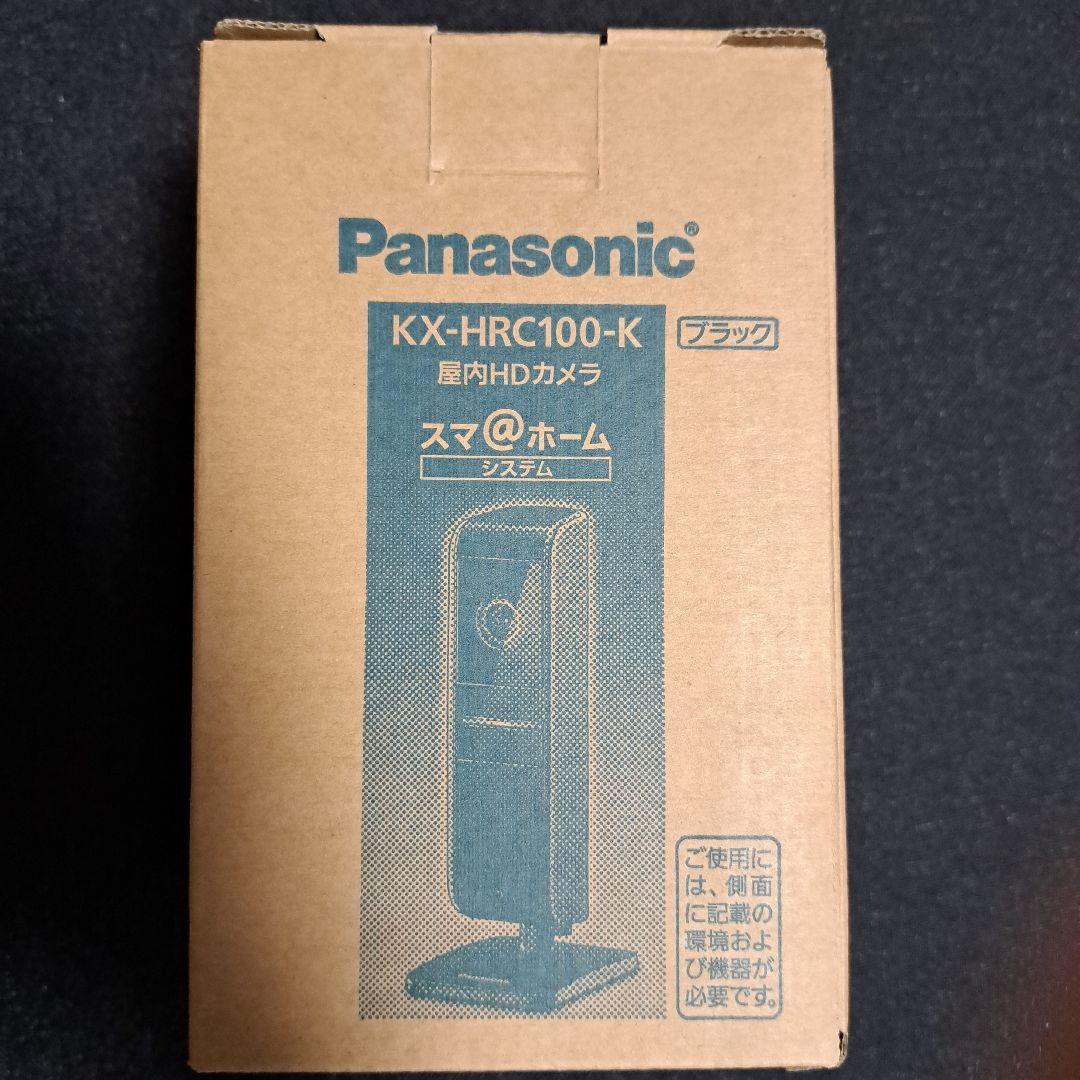 Panasonic®
KX-HRC100-K
ブラック
屋内HDカメラ
スマ@ホーム
システム
ご使用に
は、側面
に記載の
環境およ
び機器が
必要です。